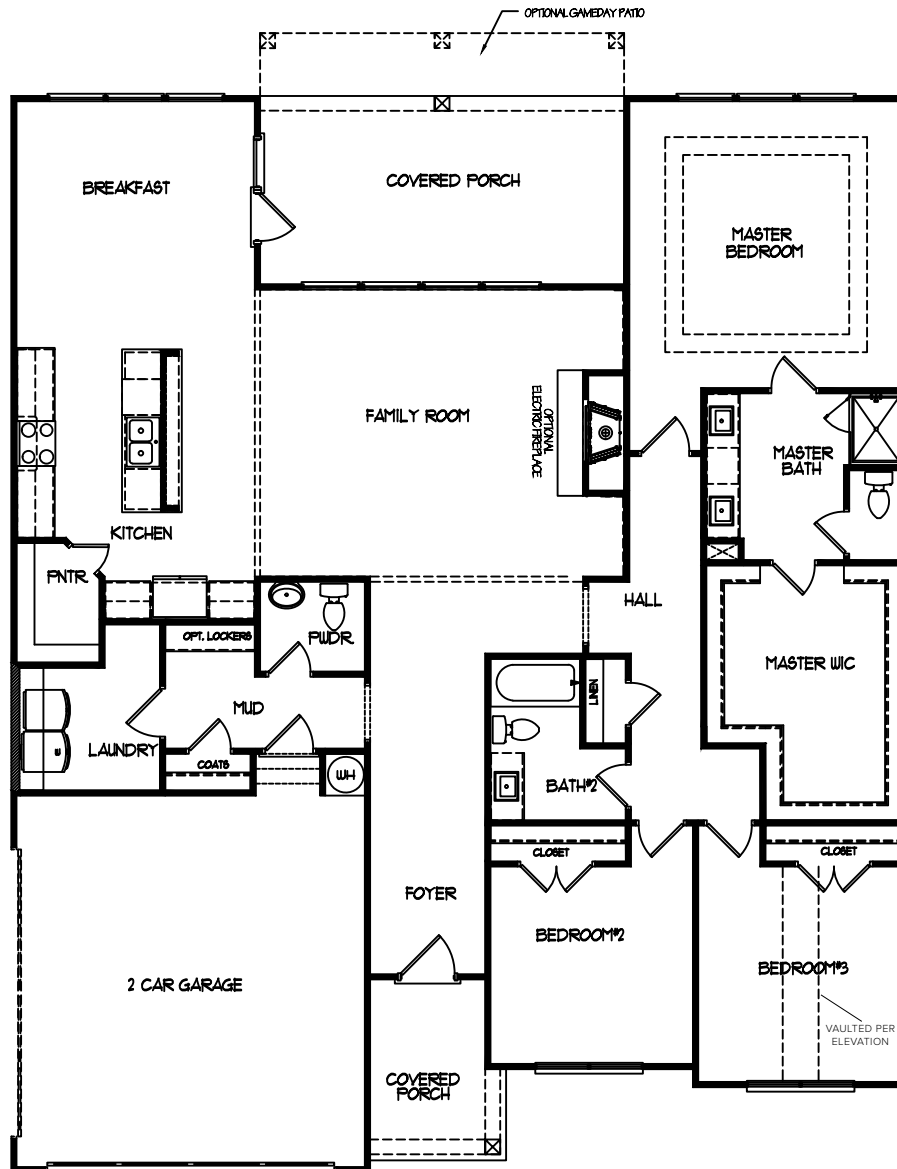 OPTIONAL GAMEDAY PATIO
BREAKFAST
COVERED PORCH
MASTER
BEDROOM
FAMILY ROOM
OPTIONAL
ELECTRIC FIREPLACE
MASTER
BATH
KITCHEN
PNTR.
HALL
OPT. LOCKERS
PWDR.
MASTER WIC
LINEN
MUD
LAUNDRY
COATS
WH
BATH#2
CLOSET
CLOSET
FOYER
BEDROOM#2
BEDROOM#3
2 CAR GARAGE
VAULTED PER
ELEVATION
COVERED
PORCH